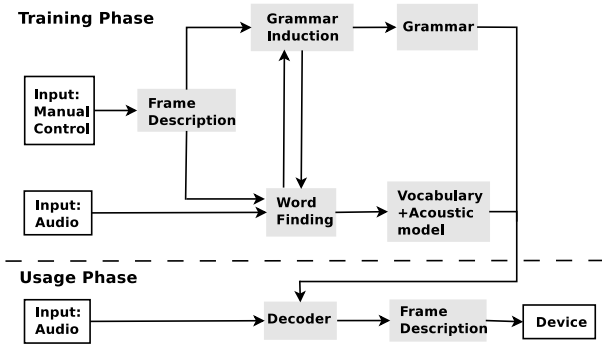 Training Phase
Grammar
Induction
Grammar
Input:
Manual
Control
Frame
Description
Input:
Audio
Word
Finding
Vocabulary
+Acoustic
model
Usage Phase
Input:
Audio
Decoder
Frame
Description
Device